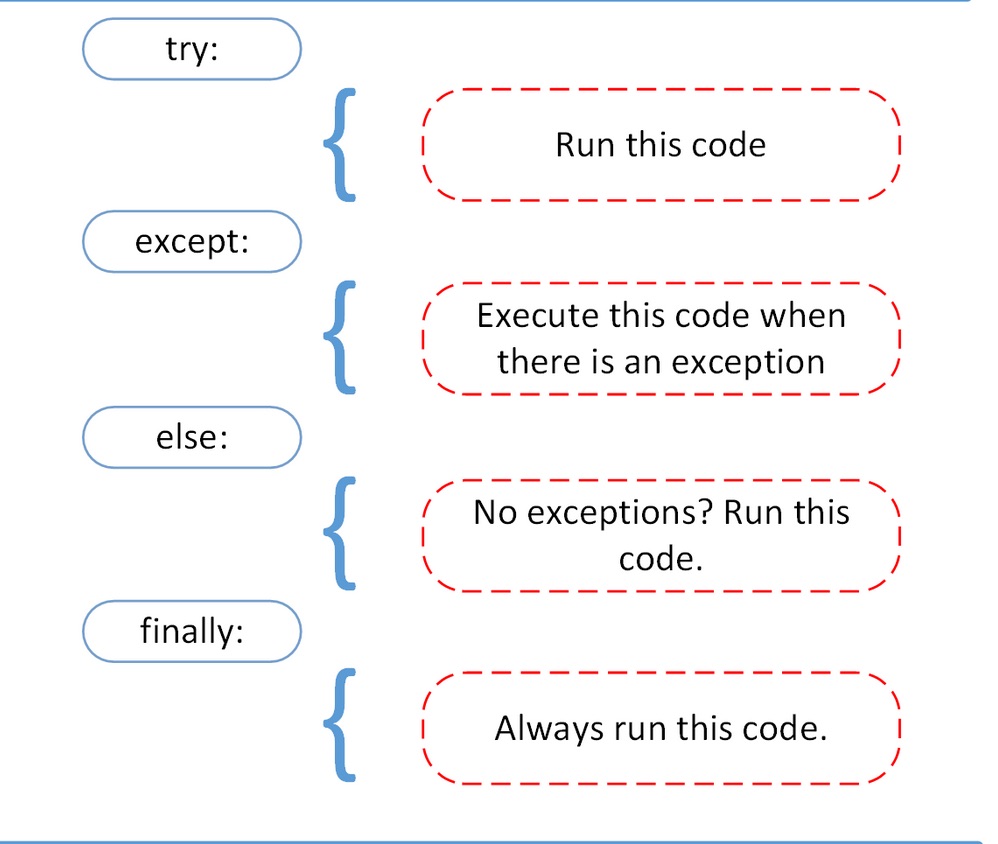 try:
Run this code
except:
Execute this code when
there is an exception
else:
No exceptions? Run this
code.
finally:
Always run this code.